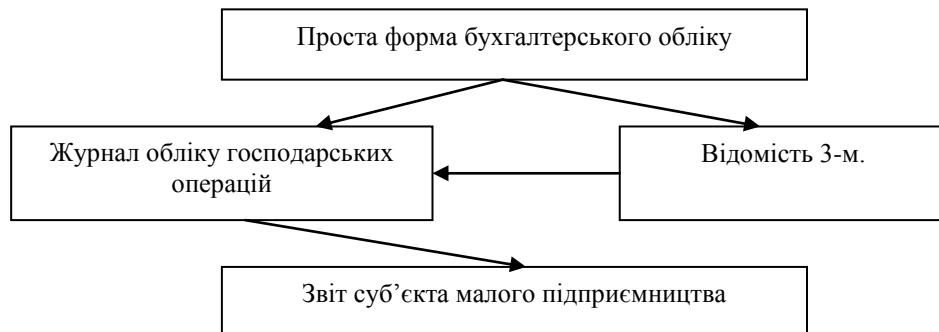 Проста форма бухгалтерського обліку
Журнал обліку господарських
операцій
Відомість 3-м.
Звіт суб’єкта малого підприємництва